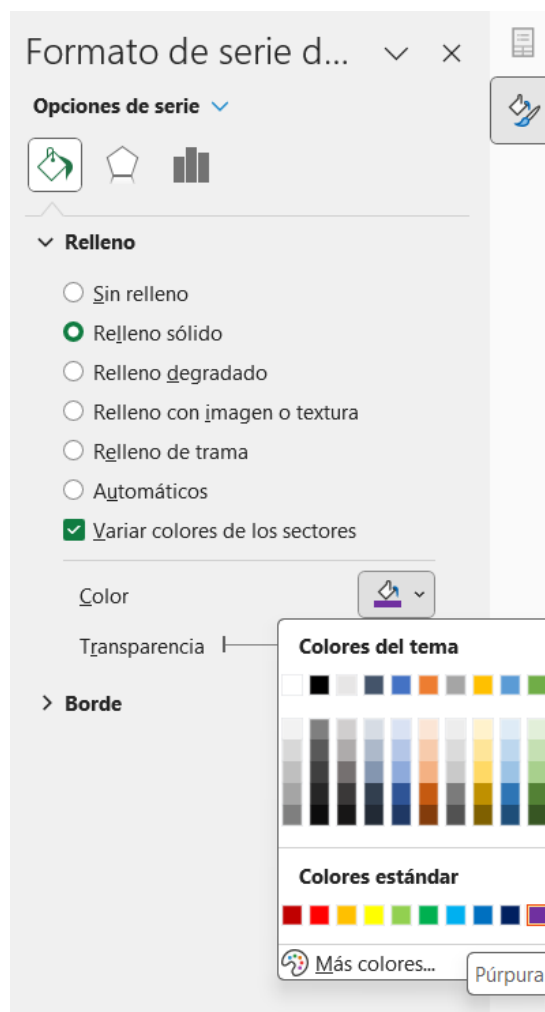 Formato de serie d...
Opciones de serie
Relleno
Sin relleno
Relleno sólido
Relleno degradado
Relleno con imagen o textura
Relleno de trama
Automáticos
Variar colores de los sectores
Color
Transparencia
Colores del tema
Borde
Colores estándar
Más colores...
Púrpura